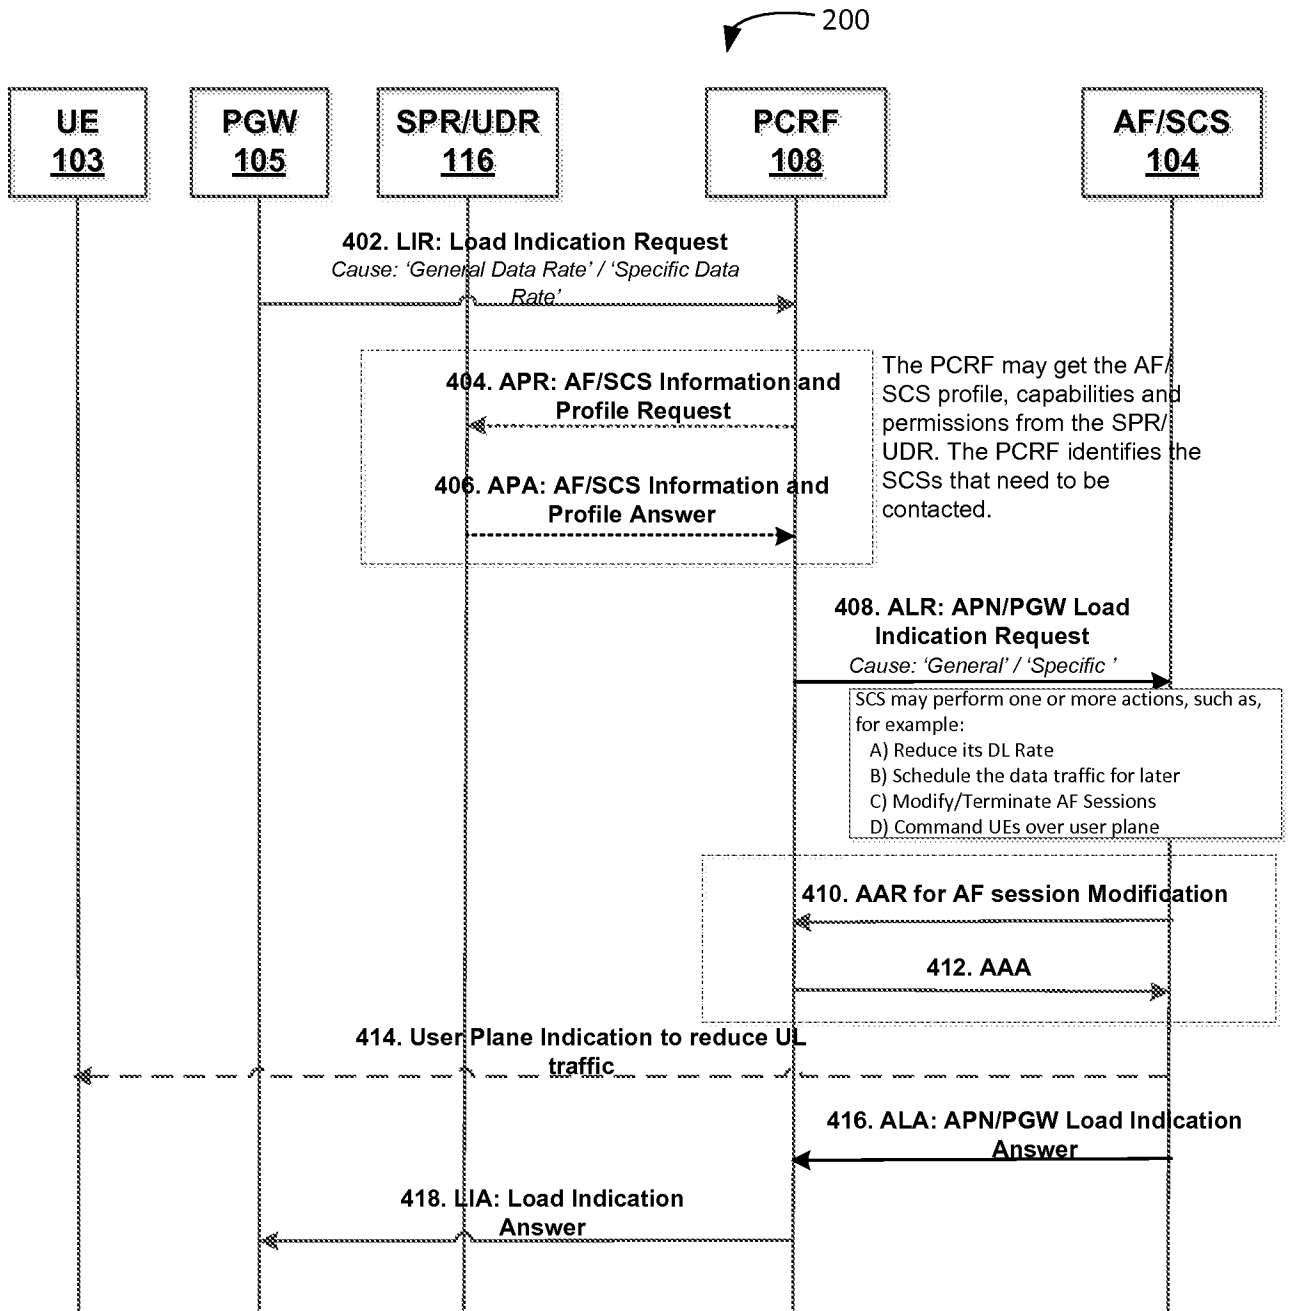 200
UE
103
PGW
105
SPR/UDR
116
PCRF
108
AF/SCS
104
402. LIR: Load Indication Request
Cause: ‘General Data Rate’ / ‘Specific Data
Rate’
The PCRF may get the AF/
SCS profile, capabilities and
permissions from the SPR/
UDR. The PCRF identifies the
SCSs that need to be
contacted.
404. APR: AF/SCS Information and
Profile Request
406. APA: AF/SCS Information and
Profile Answer
408. ALR: APN/PGW Load
Indication Request
Cause: ‘General’ / ‘Specific ’
SCS may perform one or more actions, such as,
for example:
A) Reduce its DL Rate
B) Schedule the data traffic for later
C) Modify/Terminate AF Sessions
D) Command UEs over user plane
410. AAR for AF session Modification
412. AAA
414. User Plane Indication to reduce UL
traffic
416. ALA: APN/PGW Load Indication
Answer
418. LIA: Load Indication
Answer